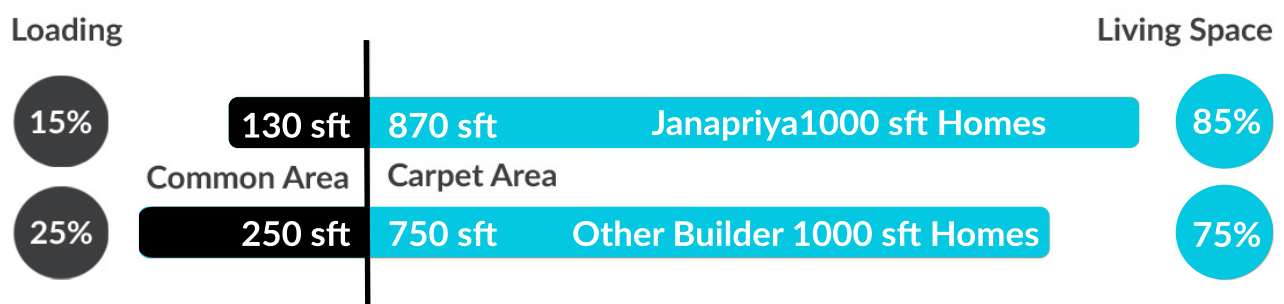 Loading Living Space
15% 130 sft 870 sft Janapriya1000 sft Homes 85%
Common Area Carpet Area
25% 250 sft 750 sft Other Builder 1000 sft Homes 75%